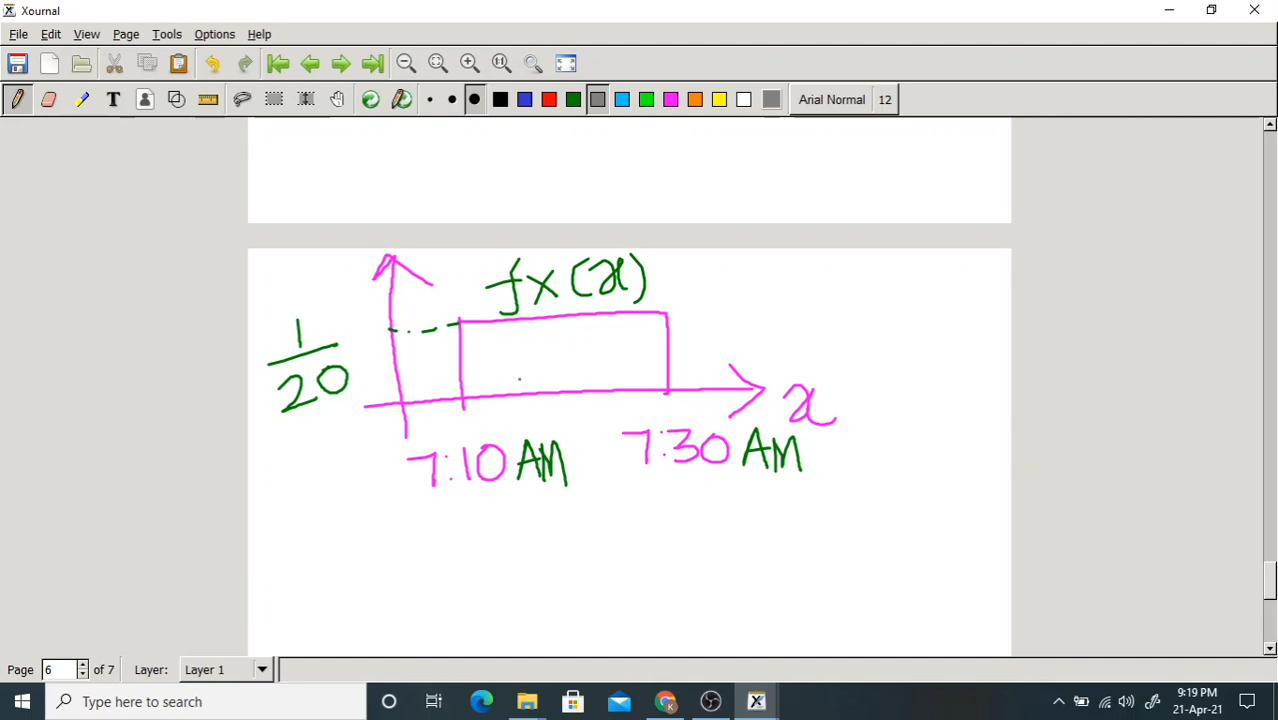 Xournal
File Edit View Page Tools Options Help
T Arial Normal 12
fx (x)
1
20
x
7:10 AM 7:30 AM
Page 6 of 7 Layer: Layer 1
Type here to search
9:19 PM
21-Apr-21